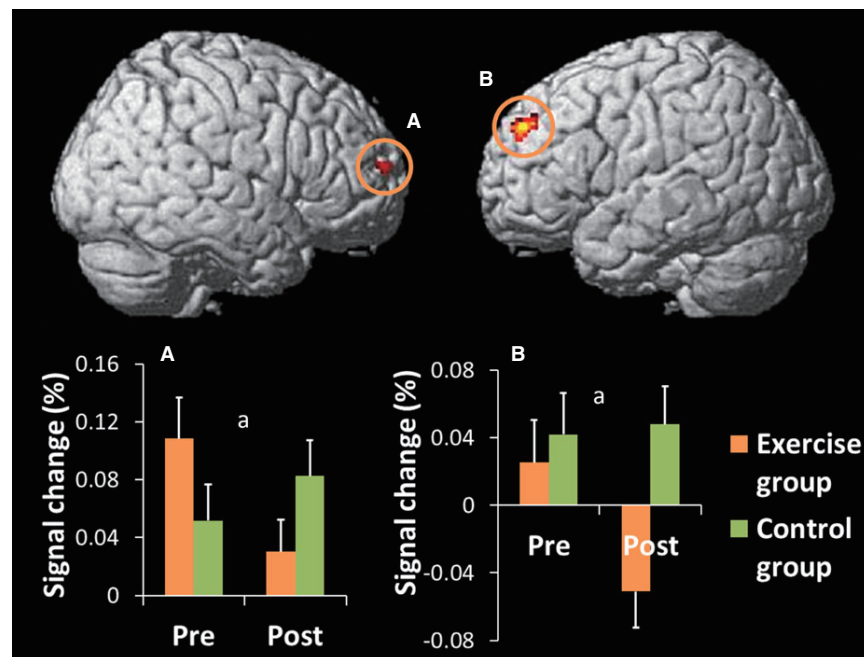 B
A
A
Signal change (%)
0.16
0.12
0.08
0.04
0
a
Pre Post
B
Signal change (%)
0.08
0.04
0
-0.04
-0.08
a
Pre Post
Exercise
group
Control
group